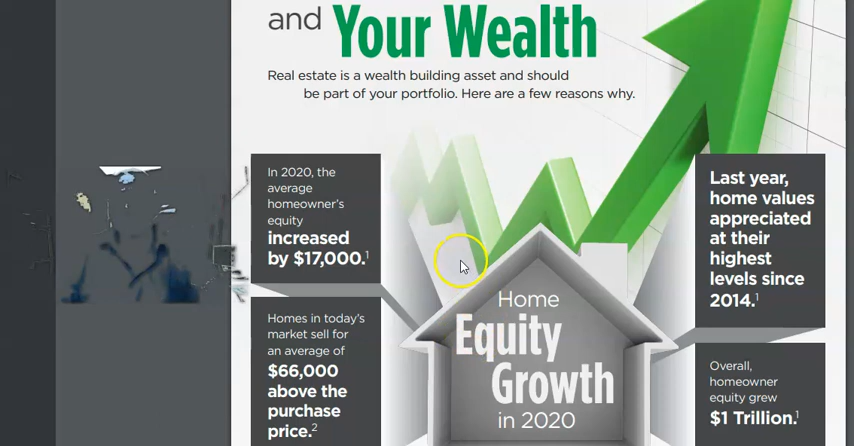 and Your Wealth
Real estate is a wealth building asset and should
be part of your portfolio. Here are a few reasons why.
In 2020, the
average
homeowner's
equity
increased
by $17,000.1
Homes in today's
market sell for
an average of
$66,000
above the
purchase
price.2
Home
Equity
Growth
in 2020
Last year,
home values
appreciated
at their
highest
levels since
2014.1
Overall,
homeowner
equity grew
$1 Trillion.1